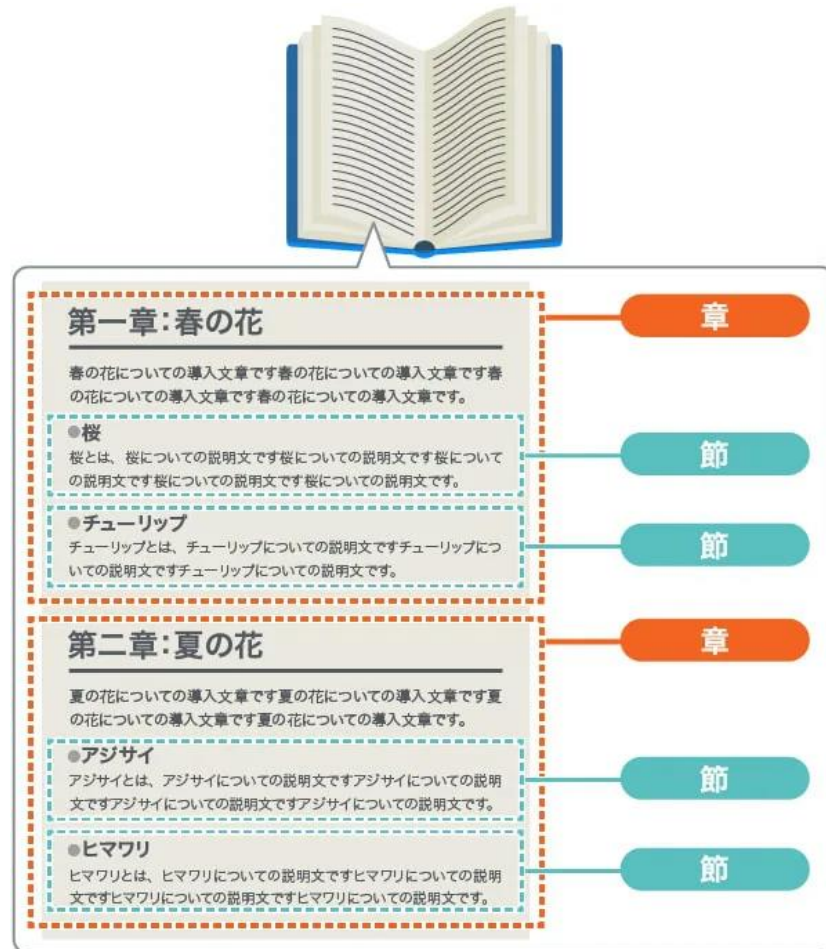 第一章:春の花
章
春の花についての導入文章です春の花についての導入文章です春
の花についての導入文章です春の花についての導入文章です。
●桜
節
桜とは、桜についての説明文です桜についての説明文です桜について
の説明文です桜についての説明文です桜についての説明文です。
●チューリップ
節
チューリップとは、チューリップについての説明文ですチューリップにつ
いての説明文ですチューリップについての説明文です。
第二章:夏の花
章
夏の花についての導入文章です夏の花についての導入文章です夏
の花についての導入文章です夏の花についての導入文章です。
●アジサイ
節
アジサイとは、アジサイについての説明文ですアジサイについての説明
文ですアジサイについての説明文ですアジサイについての説明文です。
●ヒマワリ
節
ヒマワリとは、ヒマワリについての説明文ですヒマワリについての説明
文ですヒマワリについての説明文ですヒマワリについての説明文です。